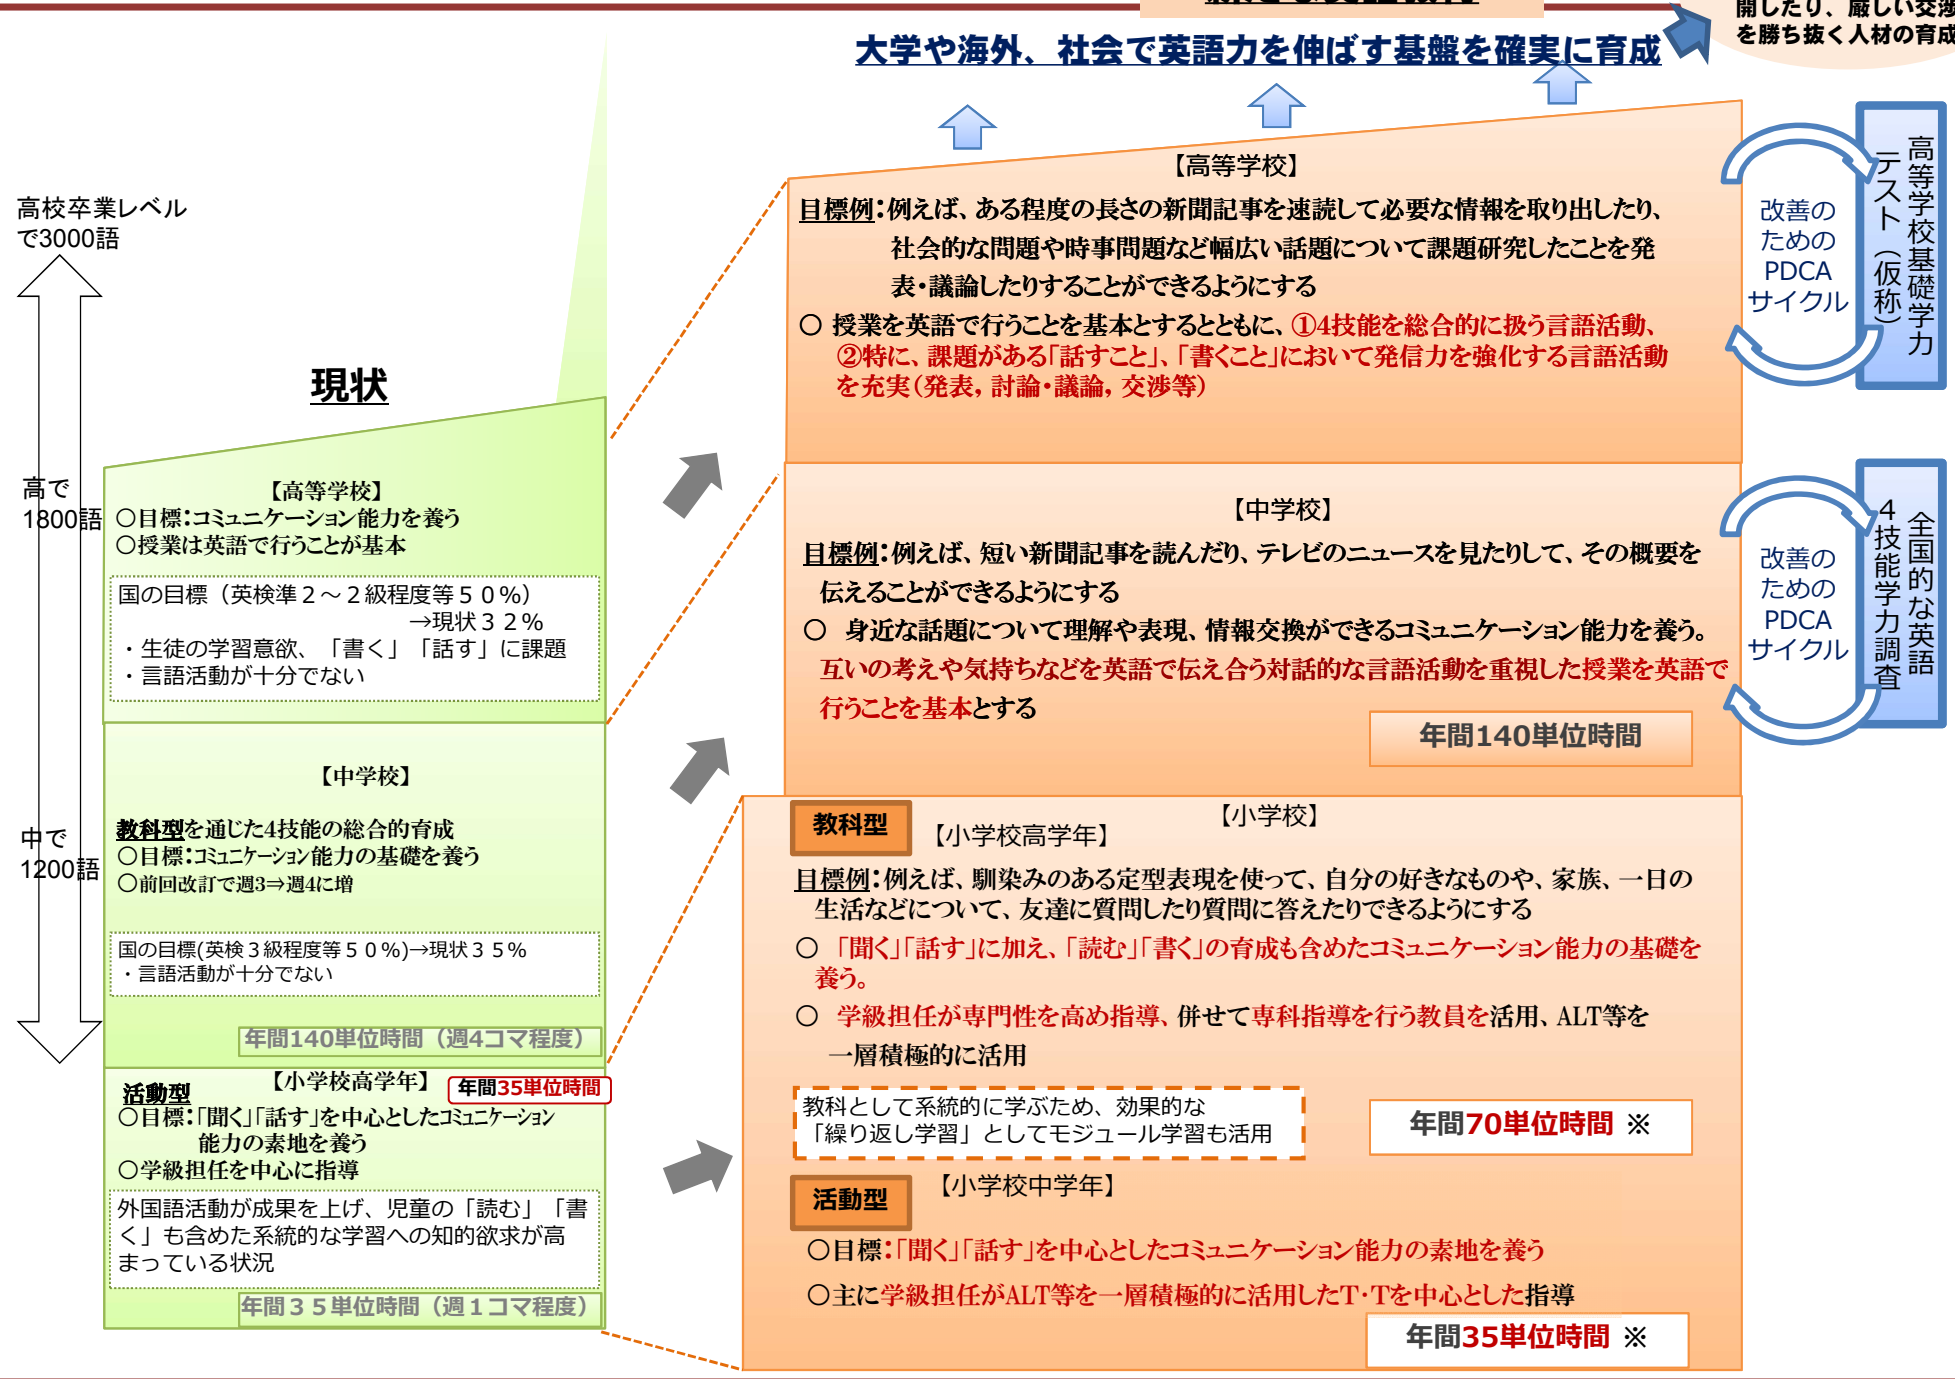 開したり、厳しい交渉
を勝ち抜く人材の育成
大学や海外、社会で英語力を伸ばす基盤を確実に育成
高校卒業レベル
で3000語
高で
1800語
中で
1200語
現状
【高等学校】
〇目標:コミュニケーション能力を養う
〇授業は英語で行うことが基本
国の目標（英検準２～２級程度等５０%）
→現状３２%
・生徒の学習意欲、「書く」「話す」に課題
・言語活動が十分でない
【中学校】
教科型を通じた4技能の総合的育成
〇目標:コミュニケーション能力の基礎を養う
〇前回改訂で週3⇒週4に増
国の目標(英検３級程度等５０%)→現状３５%
・言語活動が十分でない
年間140単位時間（週4コマ程度）
活動型
【小学校高学年】
年間35単位時間
〇目標:「聞く」「話す」を中心としたコミュニケーション
能力の素地を養う
〇学級担任を中心に指導
外国語活動が成果を上げ、児童の「読む」「書
く」も含めた系統的な学習への知的欲求が高
まっている状況
年間３５単位時間（週１コマ程度）
【高等学校】
目標例:例えば、ある程度の長さの新聞記事を速読して必要な情報を取り出したり、
社会的な問題や時事問題など幅広い話題について課題研究したことを発
表・議論したりすることができるようにする
〇 授業を英語で行うことを基本とするとともに、①4技能を総合的に扱う言語活動、
②特に、課題がある「話すこと」、「書くこと」において発信力を強化する言語活動
を充実(発表, 討論・議論, 交渉等)
【中学校】
目標例:例えば、短い新聞記事を読んだり、テレビのニュースを見たりして、その概要を
伝えることができるようにする
〇 身近な話題について理解や表現、情報交換ができるコミュニケーション能力を養う。
互いの考えや気持ちなどを英語で伝え合う対話的な言語活動を重視した授業を英語で
行うことを基本とする
年間140単位時間
教科型
【小学校】
【小学校高学年】
目標例:例えば、馴染みのある定型表現を使って、自分の好きなものや、家族、一日の
生活などについて、友達に質問したり質問に答えたりできるようにする
〇 「聞く」「話す」に加え、「読む」「書く」の育成も含めたコミュニケーション能力の基礎を
養う。
〇 学級担任が専門性を高め指導、併せて専科指導を行う教員を活用、ALT等を
一層積極的に活用
教科として系統的に学ぶため、効果的な
「繰り返し学習」としてモジュール学習も活用
年間70単位時間 ※
活動型
【小学校中学年】
〇目標:「聞く」「話す」を中心としたコミュニケーション能力の素地を養う
〇主に学級担任がALT等を一層積極的に活用したT・Tを中心とした指導
年間35単位時間 ※
改善の
ための
PDCA
サイクル
高等学校基礎学力
テスト（仮称）
改善の
ための
PDCA
サイクル
全国的な英語
４技能学力調査